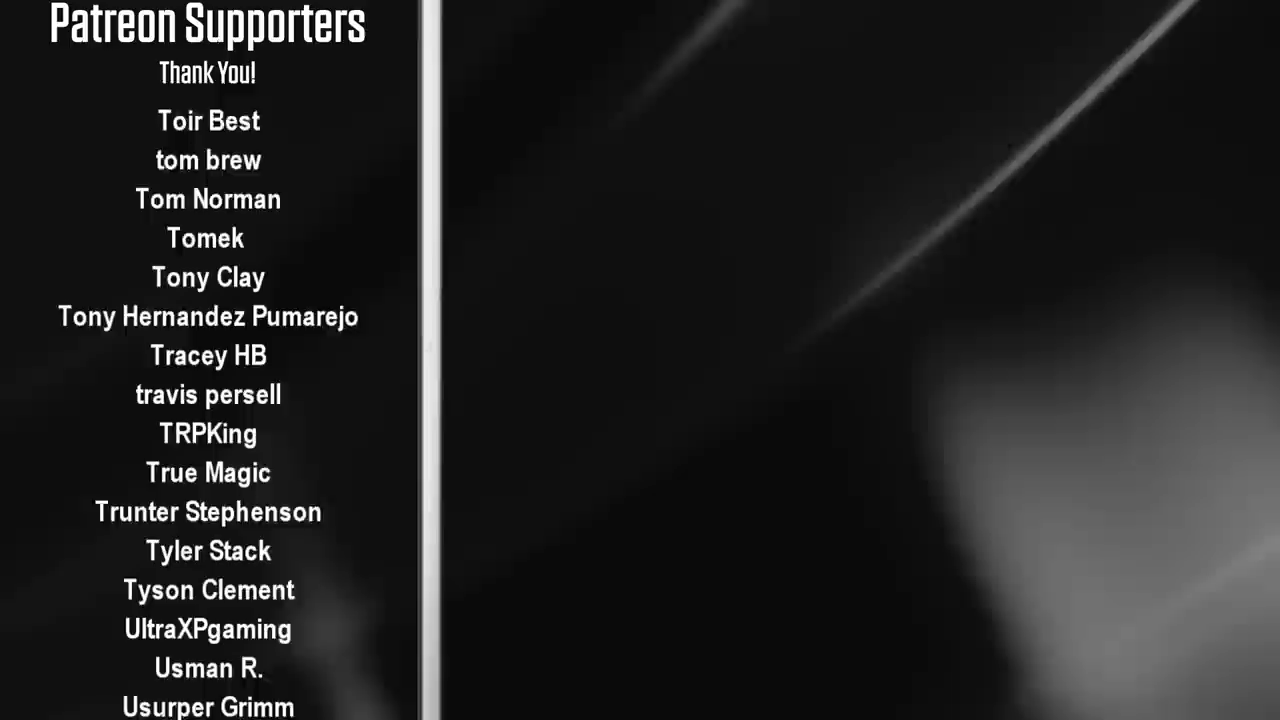 Patreon Supporters
Thank You!
Toir Best
tom brew
Tom Norman
Tomek
Tony Clay
Tony Hernandez Pumarejo
Tracey HB
travis persell
TRPKing
True Magic
Trunter Stephenson
Tyler Stack
Tyson Clement
UltraXPgaming
Usman R.
Usurper Grimm